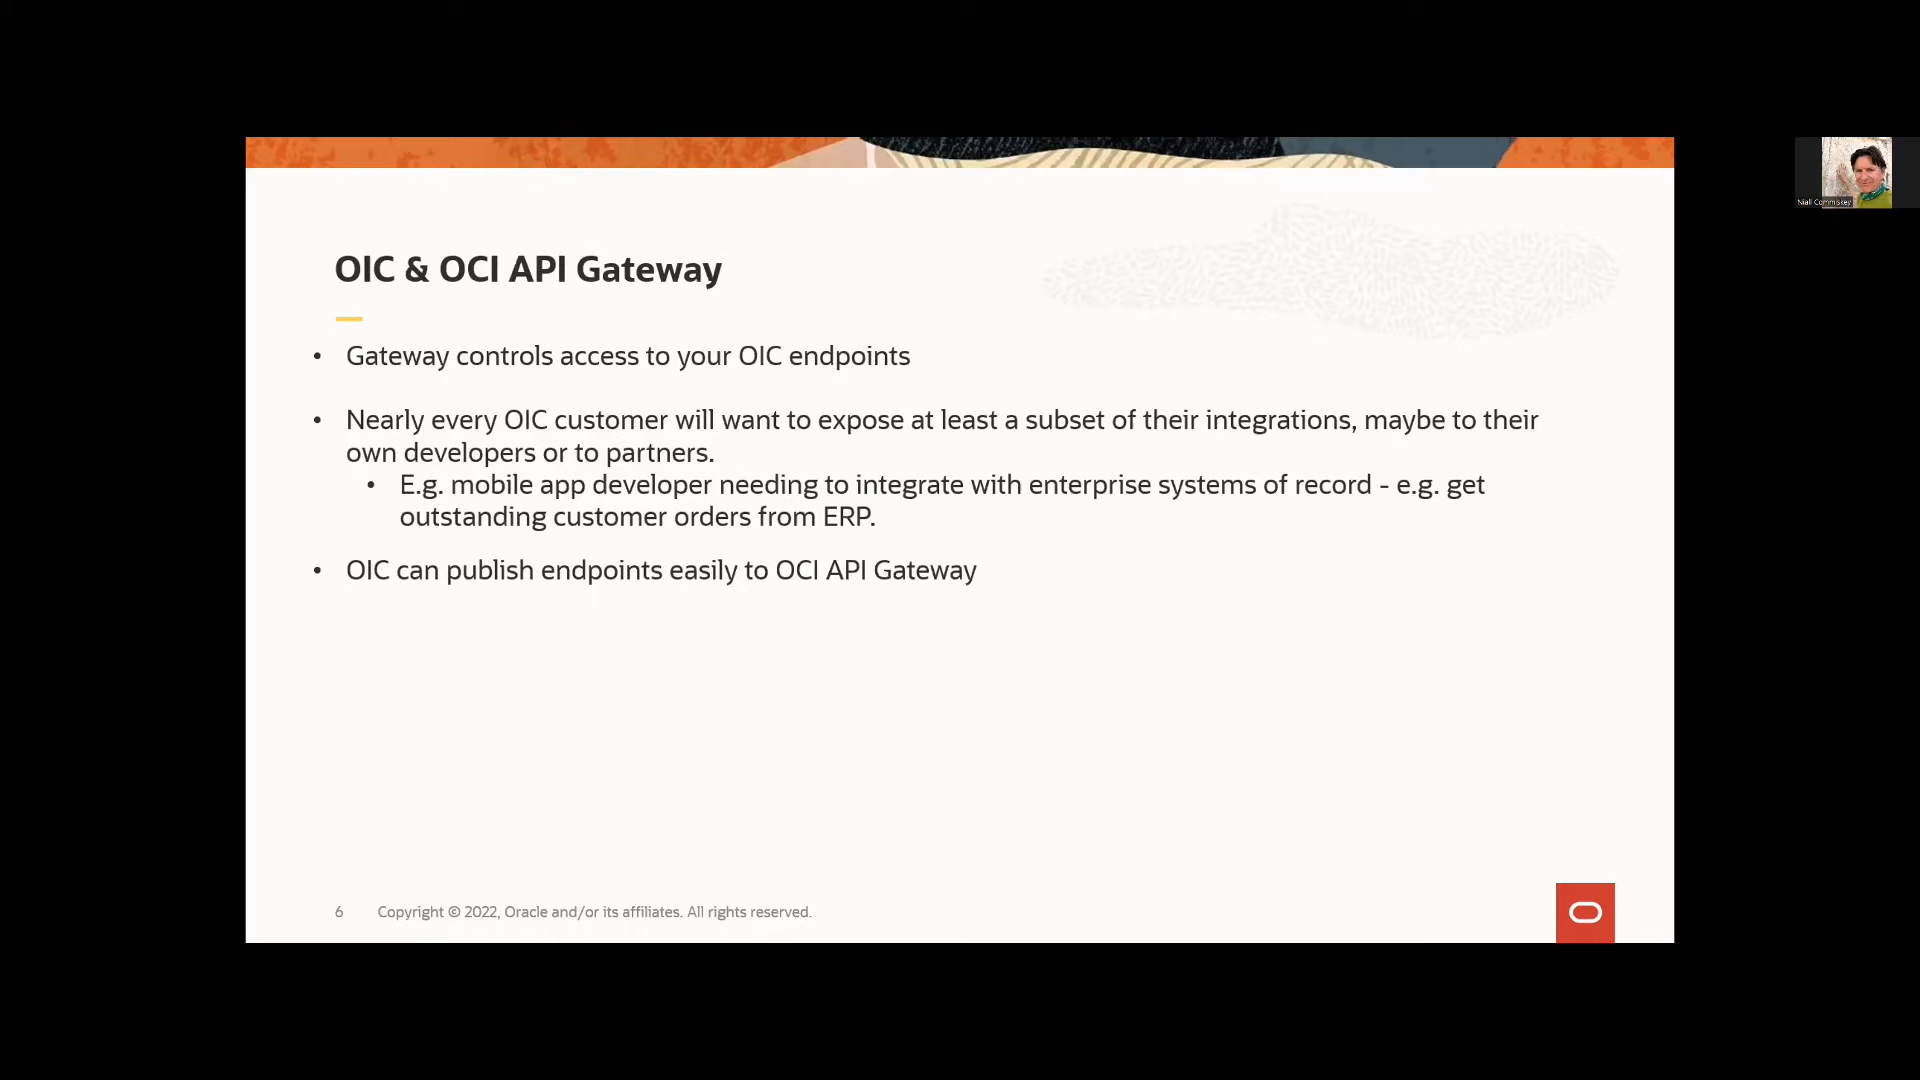 OIC & OCI API Gateway
• Gateway controls access to your OIC endpoints
• Nearly every OIC customer will want to expose at least a subset of their integrations, maybe to their
own developers or to partners.
• E.g. mobile app developer needing to integrate with enterprise systems of record - e.g. get
outstanding customer orders from ERP.
• OIC can publish endpoints easily to OCI API Gateway
6 Copyright © 2022, Oracle and/or its affiliates. All rights reserved.
Niall Commiskey